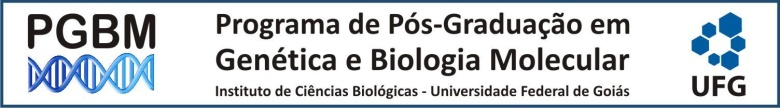 PGBM
Programa de Pós-Graduação em
Genética e Biologia Molecular
Instituto de Ciências Biológicas - Universidade Federal de Goiás
UFG